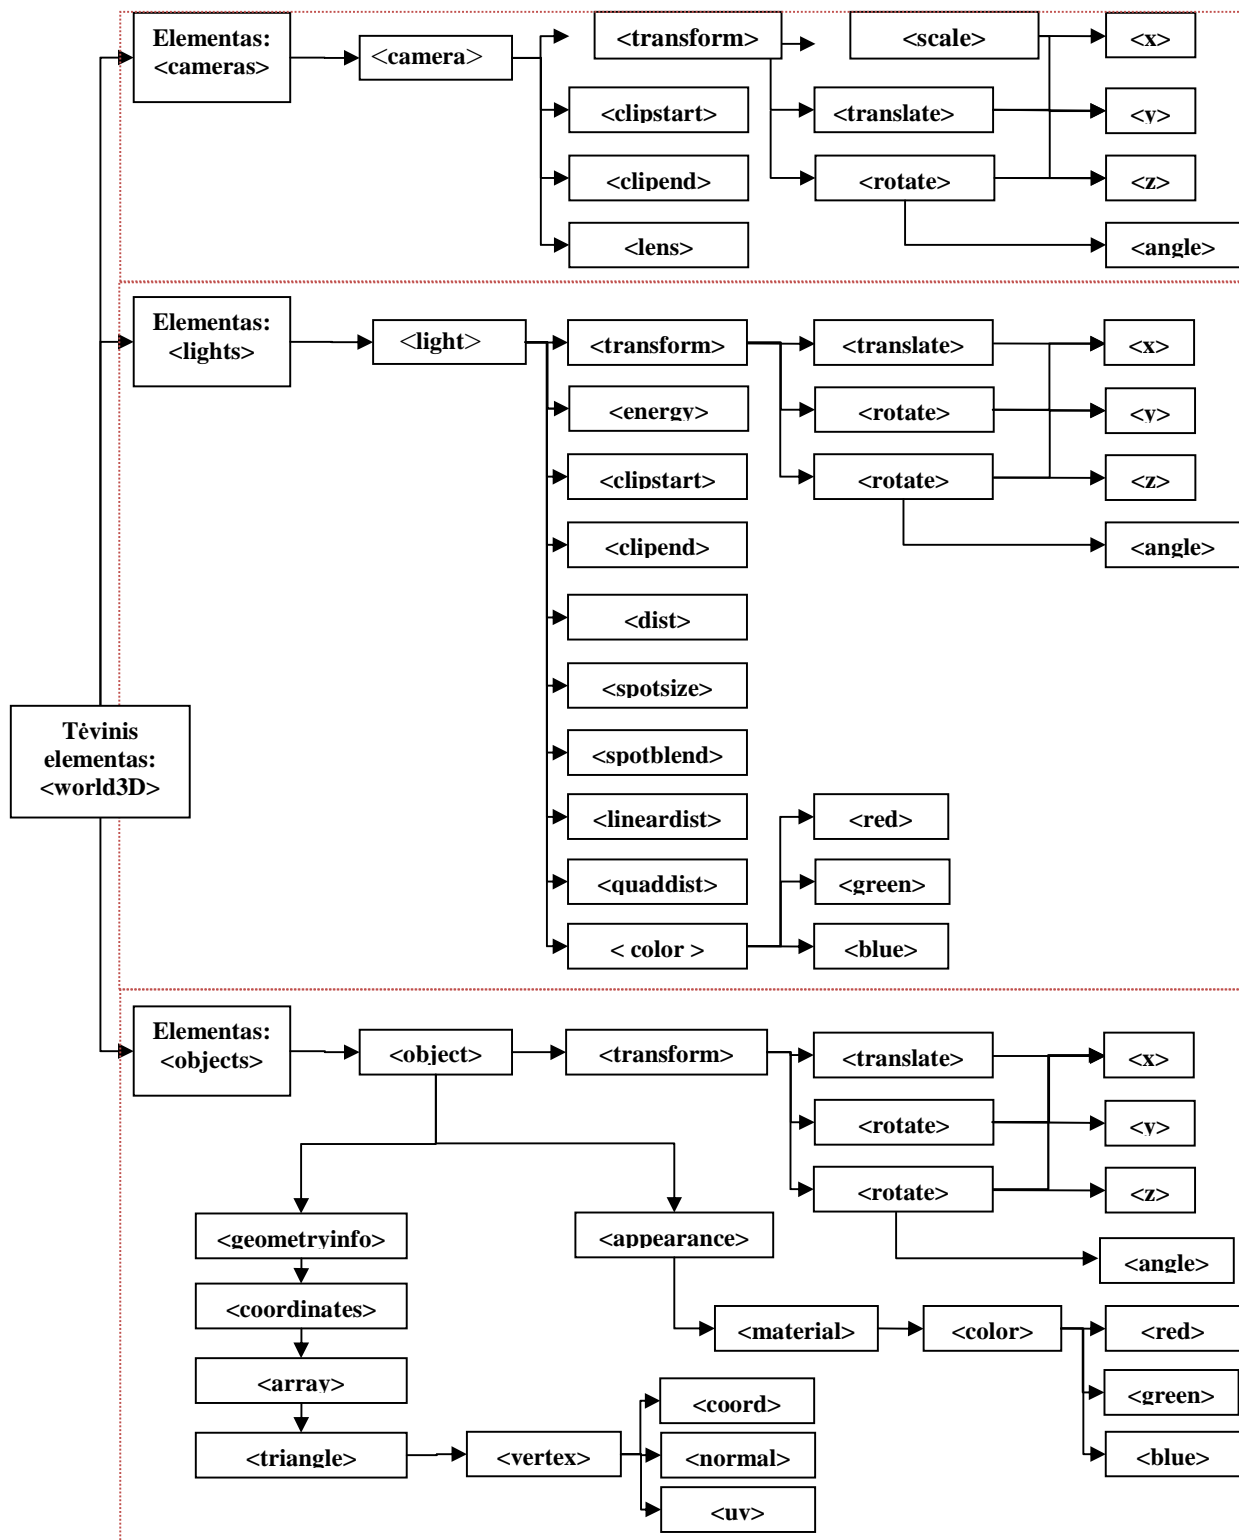 Elementas:
<cameras>
<camera>
<transform>
<scale>
<x>
<clipstart>
<translate>
<y>
<clipend>
<rotate>
<z>
<lens>
<angle>
Elementas:
<lights>
<light>
<transform>
<translate>
<x>
<energy>
<rotate>
<y>
<clipstart>
<rotate>
<z>
<clipend>
<angle>
<dist>
<spotsize>
Tėvinis
elementas:
<world3D>
<spotblend>
<lineardist>
<red>
<quaddist>
<green>
< color >
<blue>
Elementas:
<objects>
<object>
<transform>
<translate>
<x>
<rotate>
<y>
<rotate>
<z>
<geometryinfo>
<appearance>
<angle>
<coordinates>
<material>
<color>
<red>
<array>
<coord>
<green>
<triangle>
<vertex>
<normal>
<blue>
<uv>